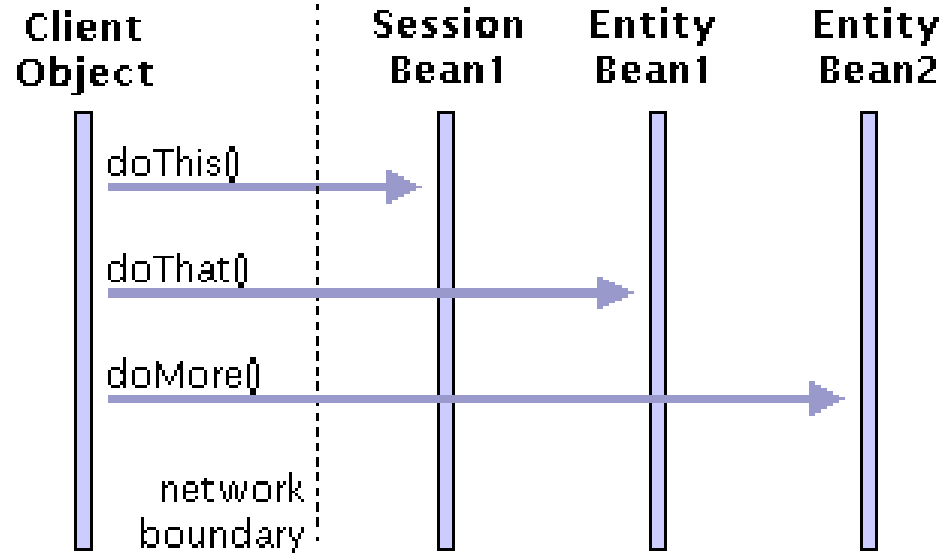 Client
Object
Session
Bean1
Entity
Bean1
Entity
Bean2
doThis()
doThat()
doMore()
network
boundary